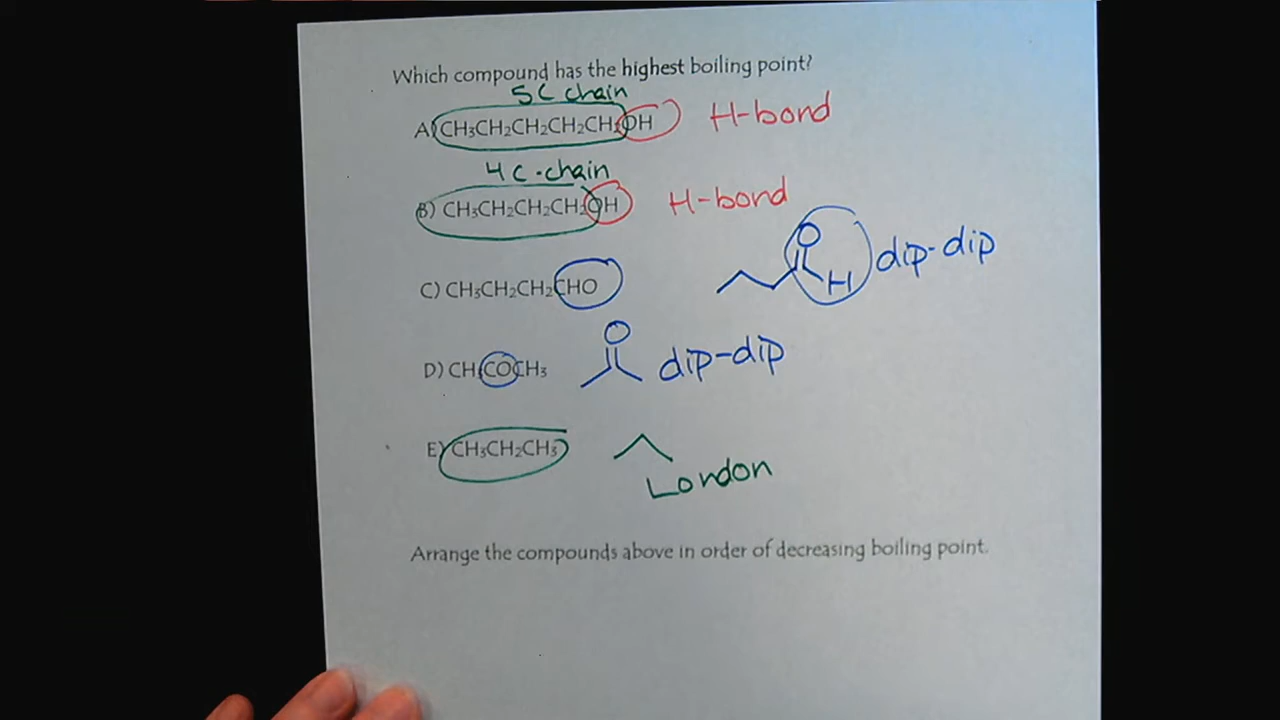 Which compound has the highest boiling point?
5C chain
A) CH₃CH₂CH₂CH₂CH₂OH H-bond
4C-chain
B) CH₃CH₂CH₂CH₂OH H-bond
C) CH₃CH₂CH₂CHO O H dip-dip
D) CH₃COCH₃ O dip-dip
E) CH₃CH₂CH₃ London
Arrange the compounds above in order of decreasing boiling point.